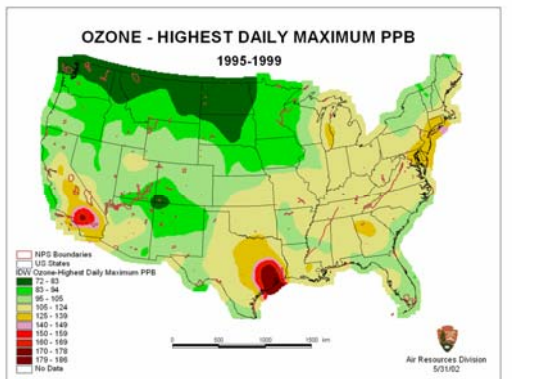 OZONE - HIGHEST DAILY MAXIMUM PPB
1995-1999
NPS Boundaries
US States
IDW Ozone-Highest Daily Maximum PPB
72 - 83
83 - 94
95 - 105
105 - 124
125 - 139
140 - 149
150 - 159
160 - 169
170 - 178
179 - 186
No Data
0 500 1000 1500 km
Air Resources Division
5/31/02